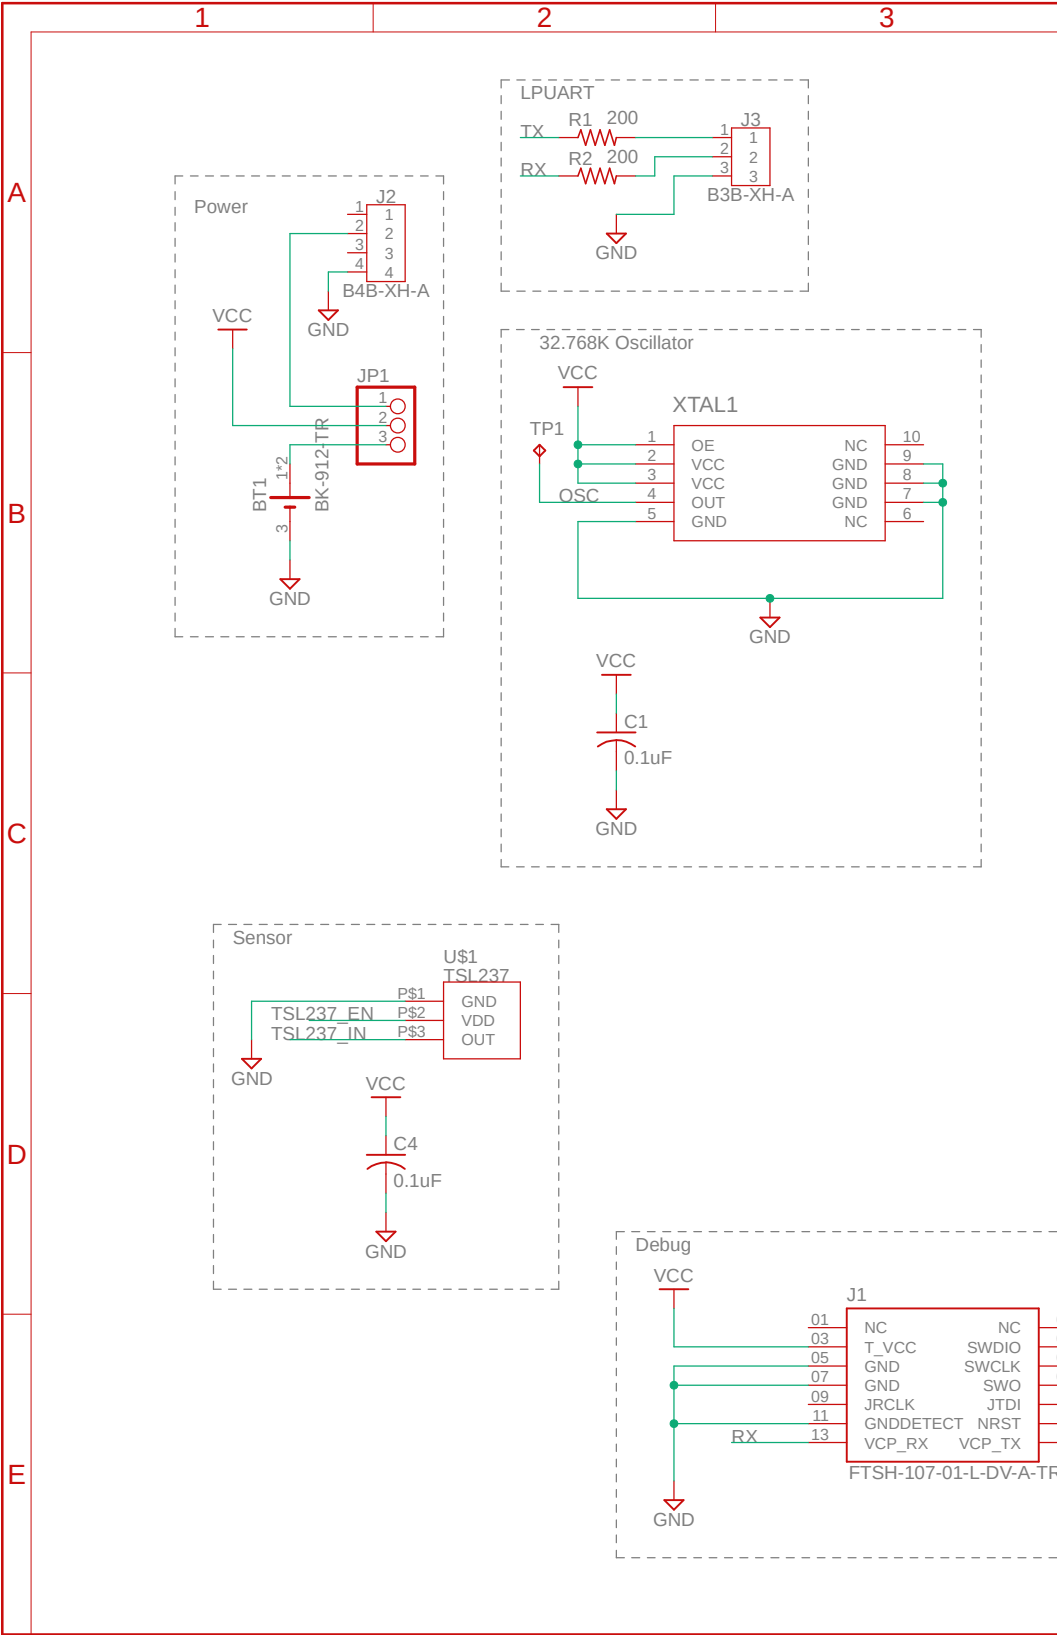 1 2 3
A
B
C
D
E
LPUART
TX
R1 200
RX
R2 200
J3
1 1
2 2
3 3
B3B-XH-A
GND
Power
J2
1 1
2 2
3 3
4 4
B4B-XH-A
GND
VCC
JP1
1
2
3
BT1
1*2
3
BK-912-TR
GND
32.768K Oscillator
VCC
TP1
OSC
XTAL1
1 OE NC 10
2 VCC GND 9
3 VCC GND 8
4 OUT GND 7
5 GND NC 6
GND
VCC
C1
0.1uF
GND
Sensor
U$1
TSL237
P$1 GND
TSL237_EN P$2 VDD
TSL237_IN P$3 OUT
GND
VCC
C4
0.1uF
GND
Debug
VCC
J1
01 NC NC
03 T_VCC SWDIO
05 GND SWCLK
07 GND SWO
09 JRCLK JTDI
11 GNDDETECT NRST
RX 13 VCP_RX VCP_TX
FTSH-107-01-L-DV-A-TR
GND